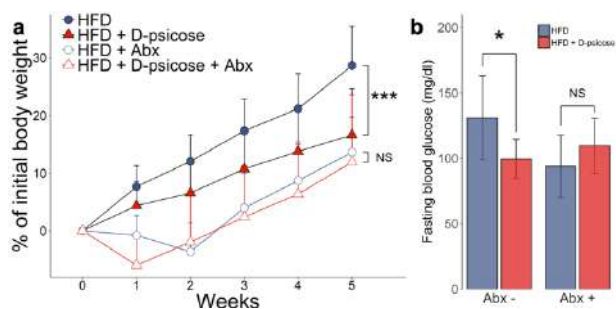 a
HFD
HFD + D-psicose
HFD + Abx
HFD + D-psicose + Abx
% of initial body weight
30
20
10
0
***
NS
0 1 2 3 4 5
Weeks
b
HFD
HFD + D-psicose
Fasting blood glucose (mg/dl)
200
150
100
50
0
*
NS
Abx - Abx +